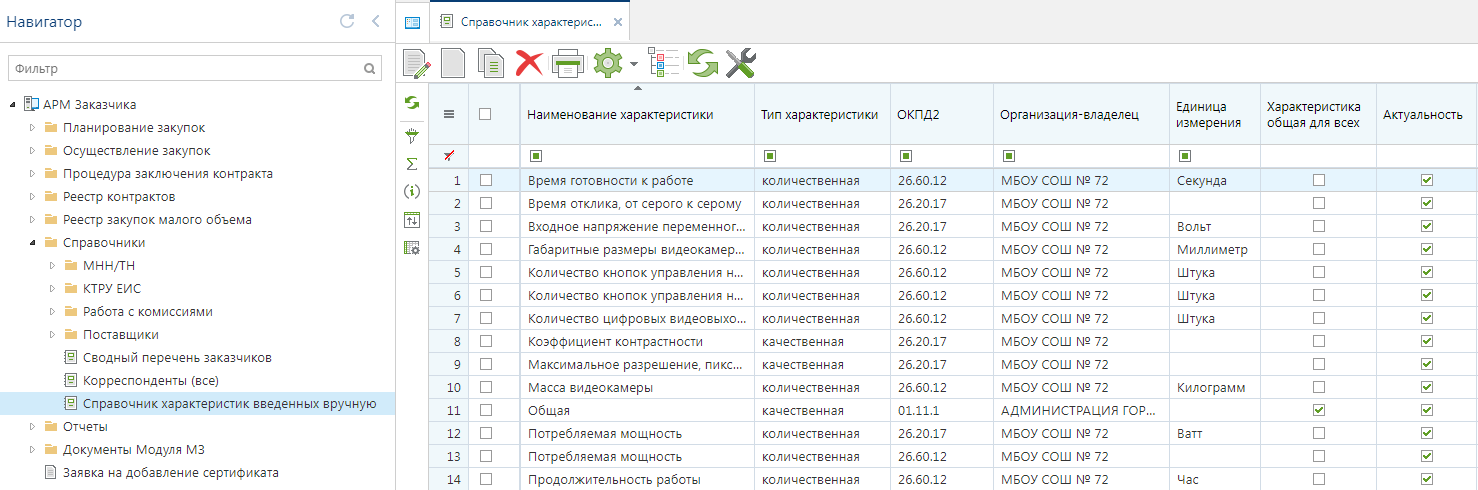 Навигатор
Фильтр
АРМ Заказчика
Планирование закупок
Осуществление закупок
Процедура заключения контракта
Реестр контрактов
Реестр закупок малого объема
Справочники
МНН/ТН
КТРУ ЕИС
Работа с комиссиями
Поставщики
Сводный перечень заказчиков
Корреспонденты (все)
Справочник характеристик введенных вручную
Отчеты
Документы Модуля МЗ
Заявка на добавление сертификата
Справочник характерис...
Наименование характеристики Тип характеристики ОКПД2 Организация-владелец Единица измерения Характеристика общая для всех Актуальность
1 Время готовности к работе количественная 26.60.12 МБОУ СОШ № 72 Секунда
2 Время отклика, от серого к серому количественная 26.20.17 МБОУ СОШ № 72
3 Входное напряжение переменног... количественная 26.20.17 МБОУ СОШ № 72 Вольт
4 Габаритные размеры видеокамер... количественная 26.60.12 МБОУ СОШ № 72 Миллиметр
5 Количество кнопок управления н... количественная 26.60.12 МБОУ СОШ № 72 Штука
6 Количество кнопок управления н... количественная 26.60.12 МБОУ СОШ № 72 Штука
7 Количество цифровых видеовыхо... количественная 26.60.12 МБОУ СОШ № 72 Штука
8 Коэффициент контрастности качественная 26.20.17 МБОУ СОШ № 72
9 Максимальное разрешение, пикс... качественная 26.20.17 МБОУ СОШ № 72
10 Масса видеокамеры количественная 26.60.12 МБОУ СОШ № 72 Килограмм
11 Общая качественная 01.11.1 АДМИНИСТРАЦИЯ ГОР...
12 Потребляемая мощность количественная 26.20.17 МБОУ СОШ № 72 Ватт
13 Потребляемая мощность количественная 26.60.12 МБОУ СОШ № 72
14 Продолжительность работы количественная 26.60.12 МБОУ СОШ № 72 Час